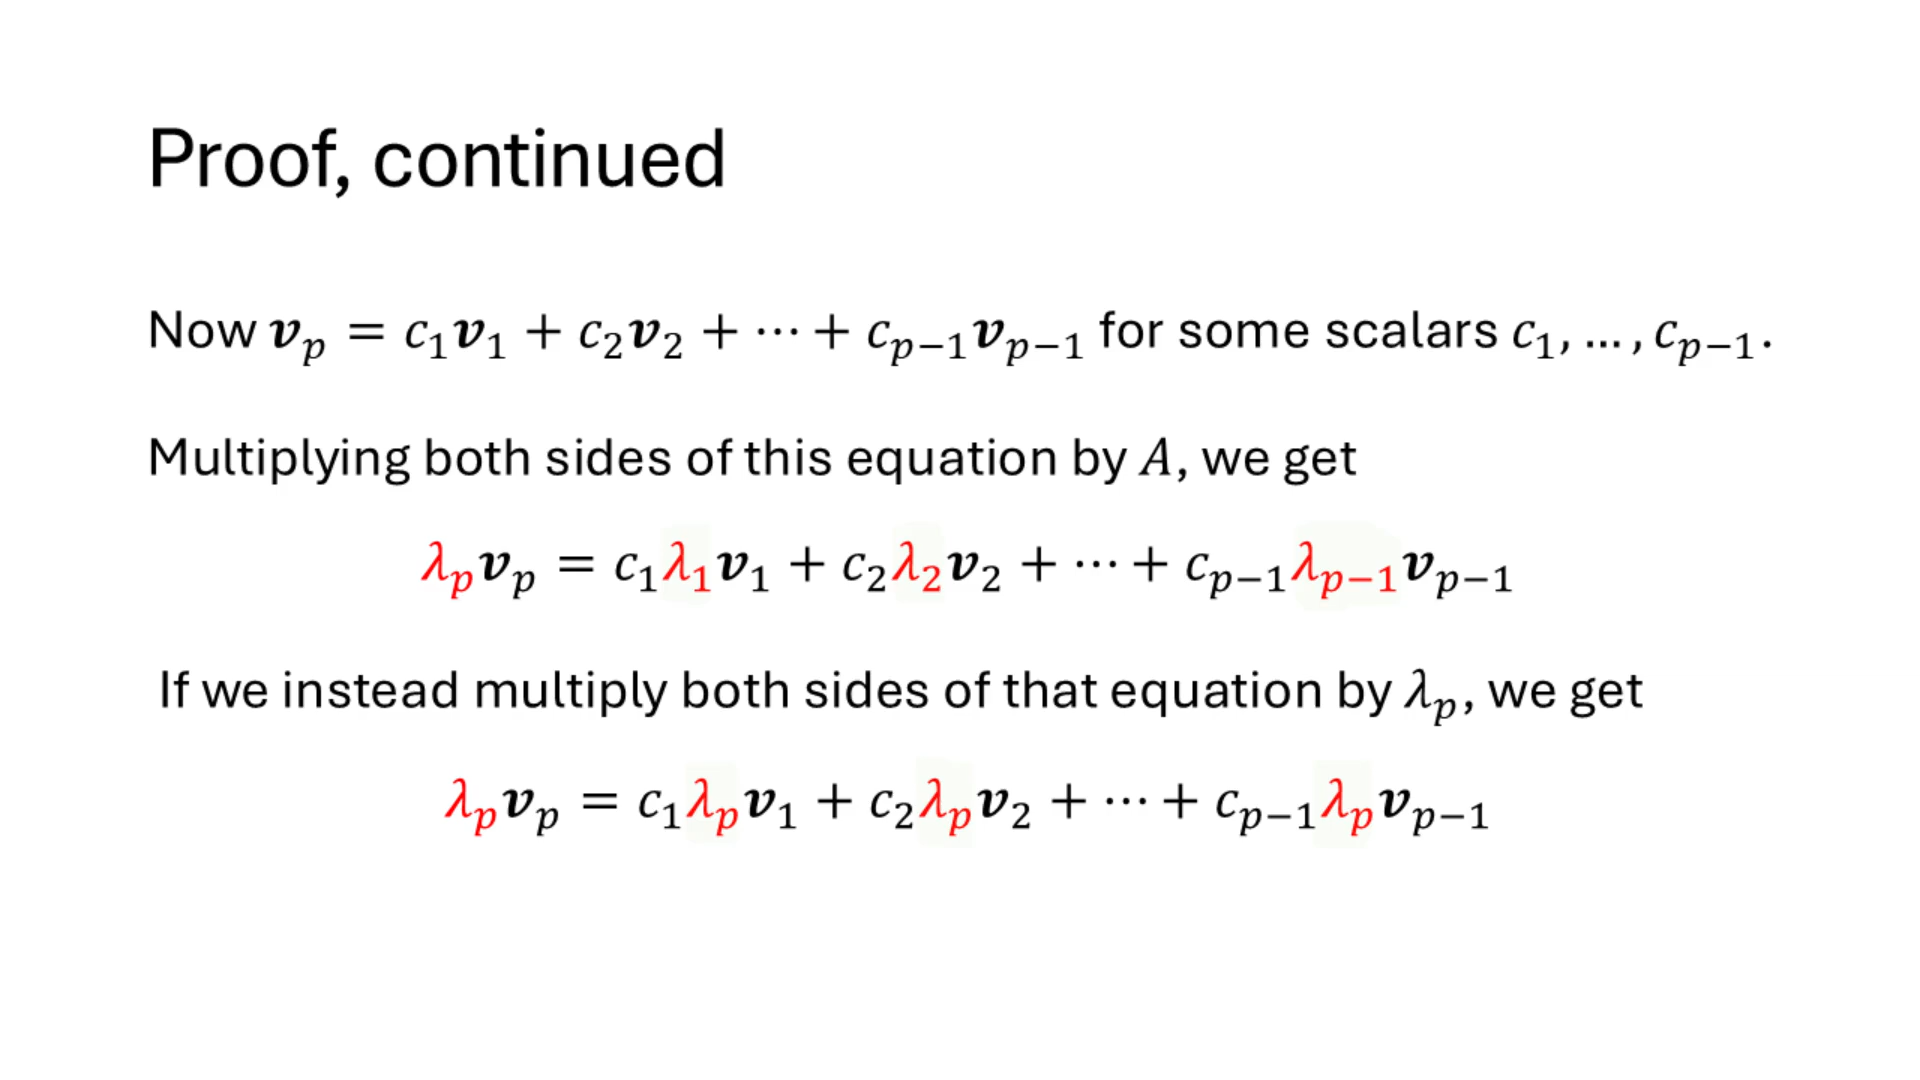 Proof, continued
Now 𝒗ₚ = c₁𝒗₁ + c₂𝒗₂ + ⋯ + cₚ₋₁𝒗ₚ₋₁ for some scalars c₁, … , cₚ₋₁.
Multiplying both sides of this equation by A, we get
λₚ𝒗ₚ = c₁λ₁𝒗₁ + c₂λ₂𝒗₂ + ⋯ + cₚ₋₁λₚ₋₁𝒗ₚ₋₁
If we instead multiply both sides of that equation by λₚ, we get
λₚ𝒗ₚ = c₁λₚ𝒗₁ + c₂λₚ𝒗₂ + ⋯ + cₚ₋₁λₚ𝒗ₚ₋₁